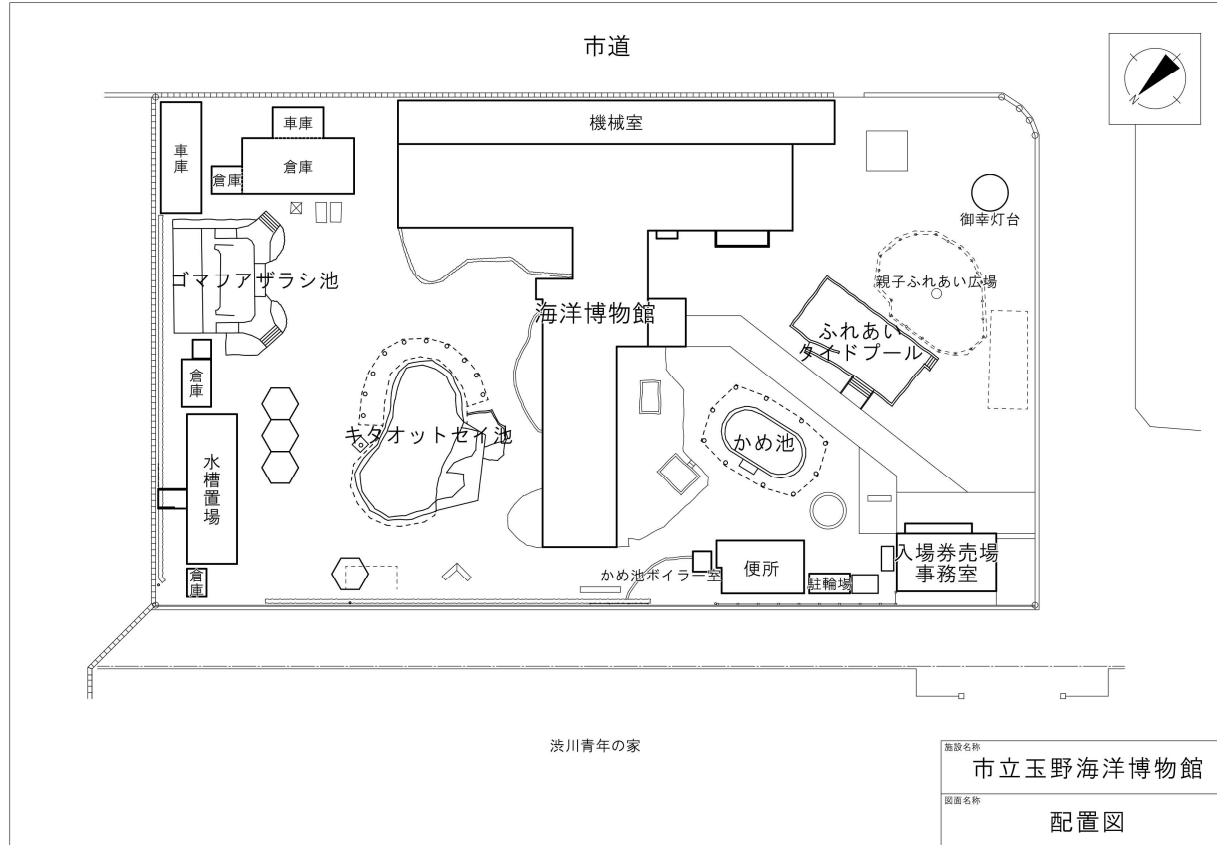 市道
N
車庫
車庫
倉庫
倉庫
機械室
御幸灯台
ゴマフアザラシ池
親子ふれあい広場
海洋博物館
ふれあい
タイドプール
倉庫
キタオットセイ池
かめ池
水槽置場
入場券売場
事務室
倉庫
かめ池ボイラー室
便所
駐輪場
渋川青年の家
施設名称
市立玉野海洋博物館
図面名称
配置図